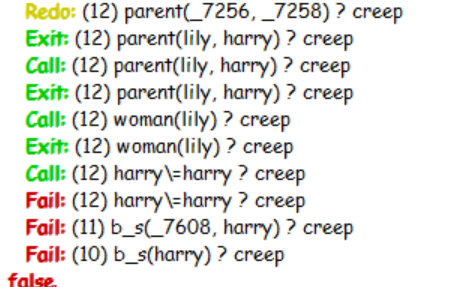 Redo: (12) parent(_7256, _7258) ? creep
Exit: (12) parent(lily, harry) ? creep
Call: (12) parent(lily, harry) ? creep
Exit: (12) parent(lily, harry) ? creep
Call: (12) woman(lily) ? creep
Exit: (12) woman(lily) ? creep
Call: (12) harry\=harry ? creep
Fail: (12) harry\=harry ? creep
Fail: (11) b_s(_7608, harry) ? creep
Fail: (10) b_s(harry) ? creep
false.